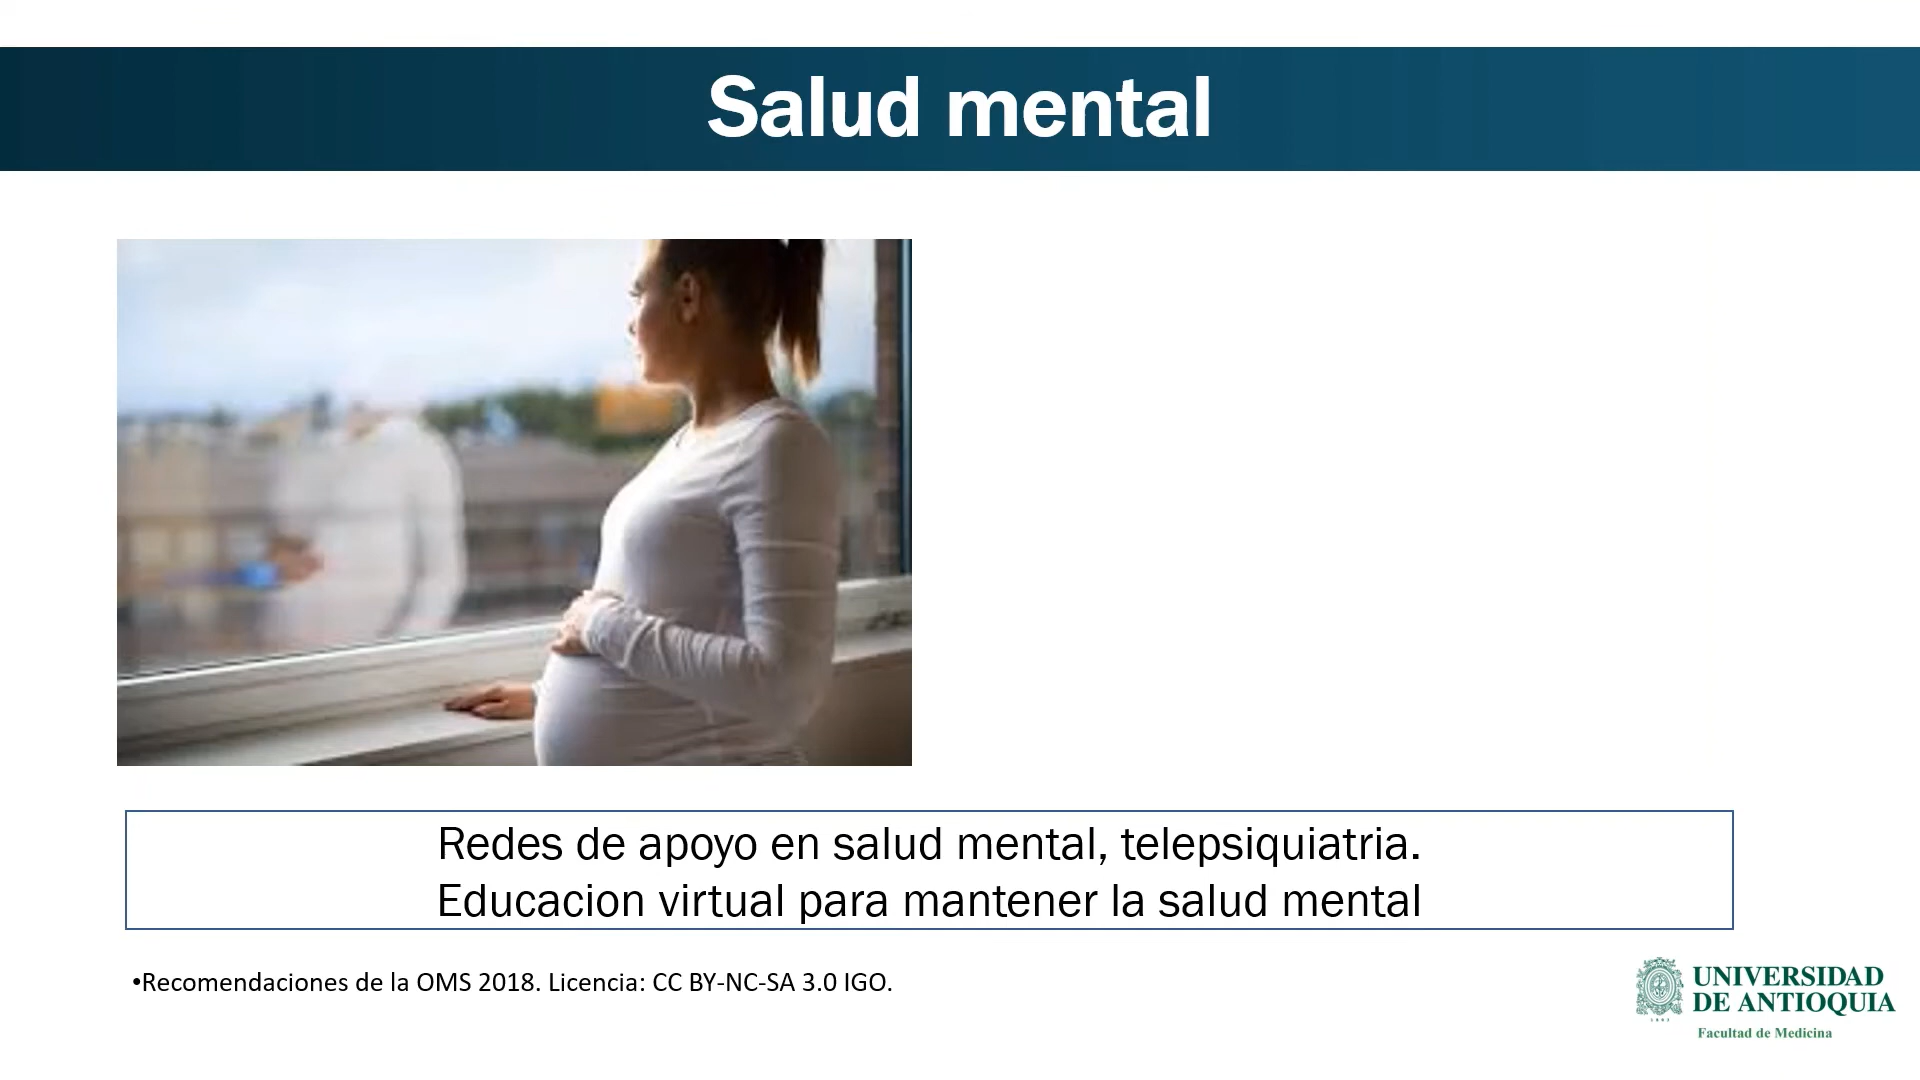 Salud mental
Redes de apoyo en salud mental, telepsiquiatria.
Educacion virtual para mantener la salud mental
•Recomendaciones de la OMS 2018. Licencia: CC BY-NC-SA 3.0 IGO.
UNIVERSIDAD
DE ANTIOQUIA
Facultad de Medicina